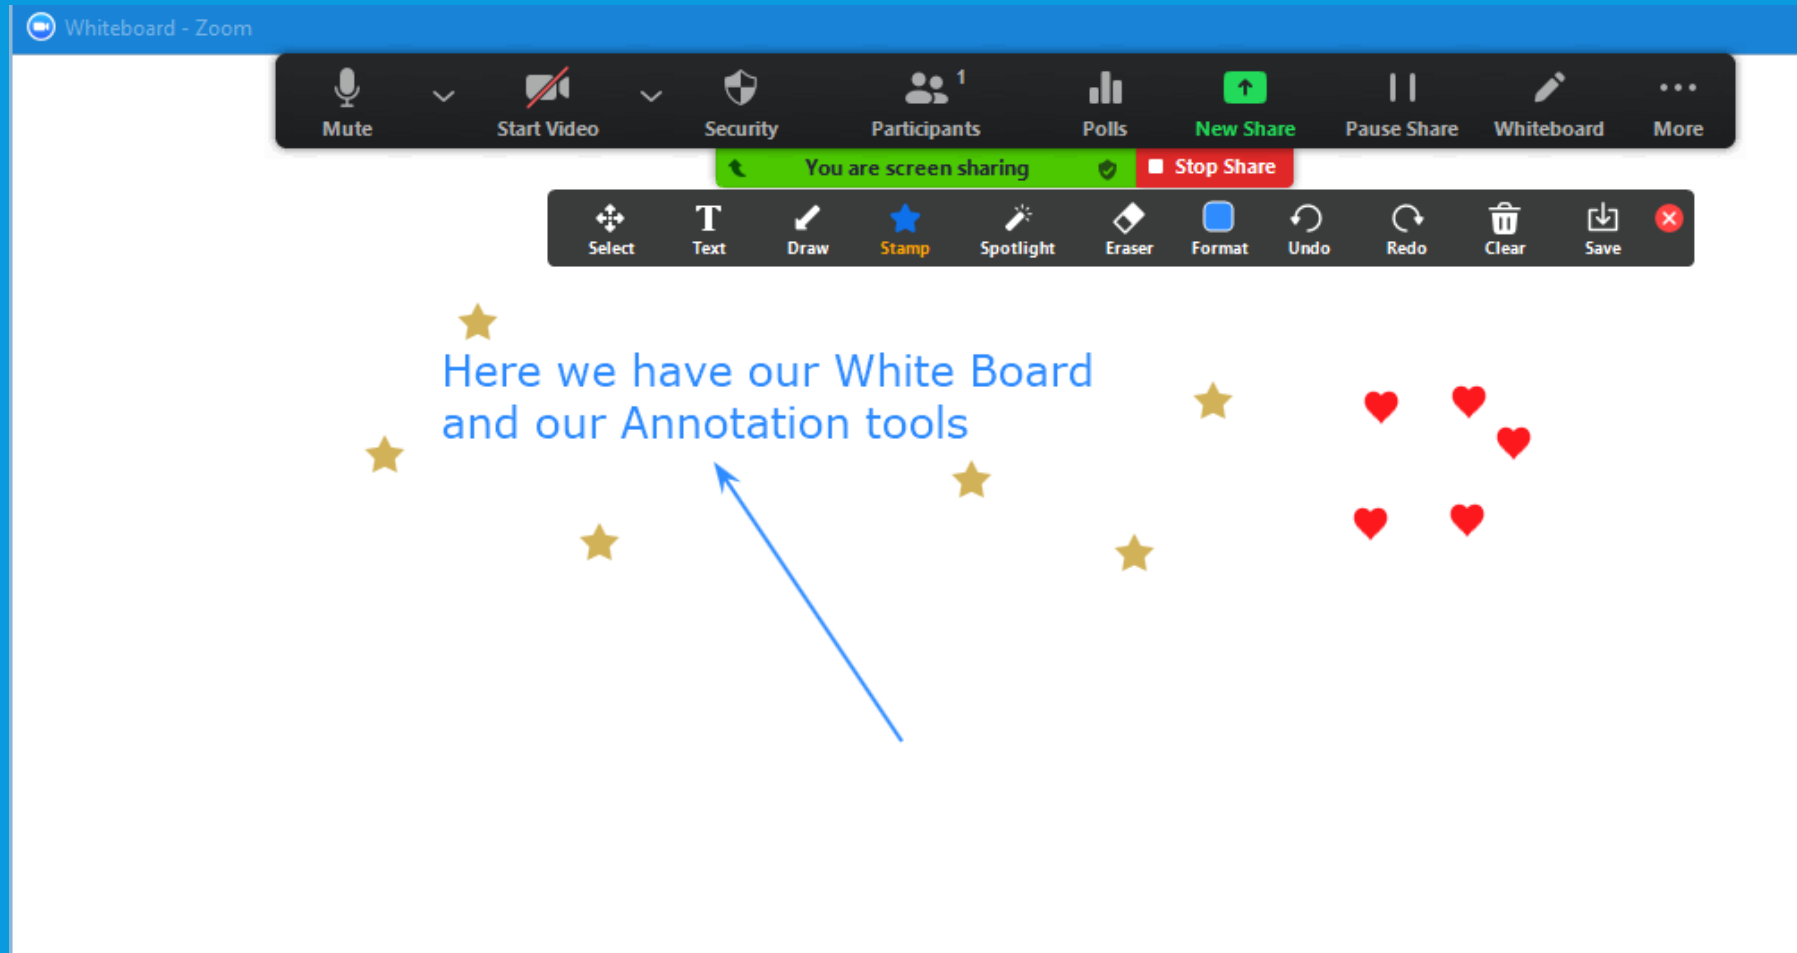 Whiteboard - Zoom
Mute Start Video Security Participants 1 Polls New Share Pause Share Whiteboard More
You are screen sharing Stop Share
Select Text Draw Stamp Spotlight Eraser Format Undo Redo Clear Save
Here we have our White Board
and our Annotation tools